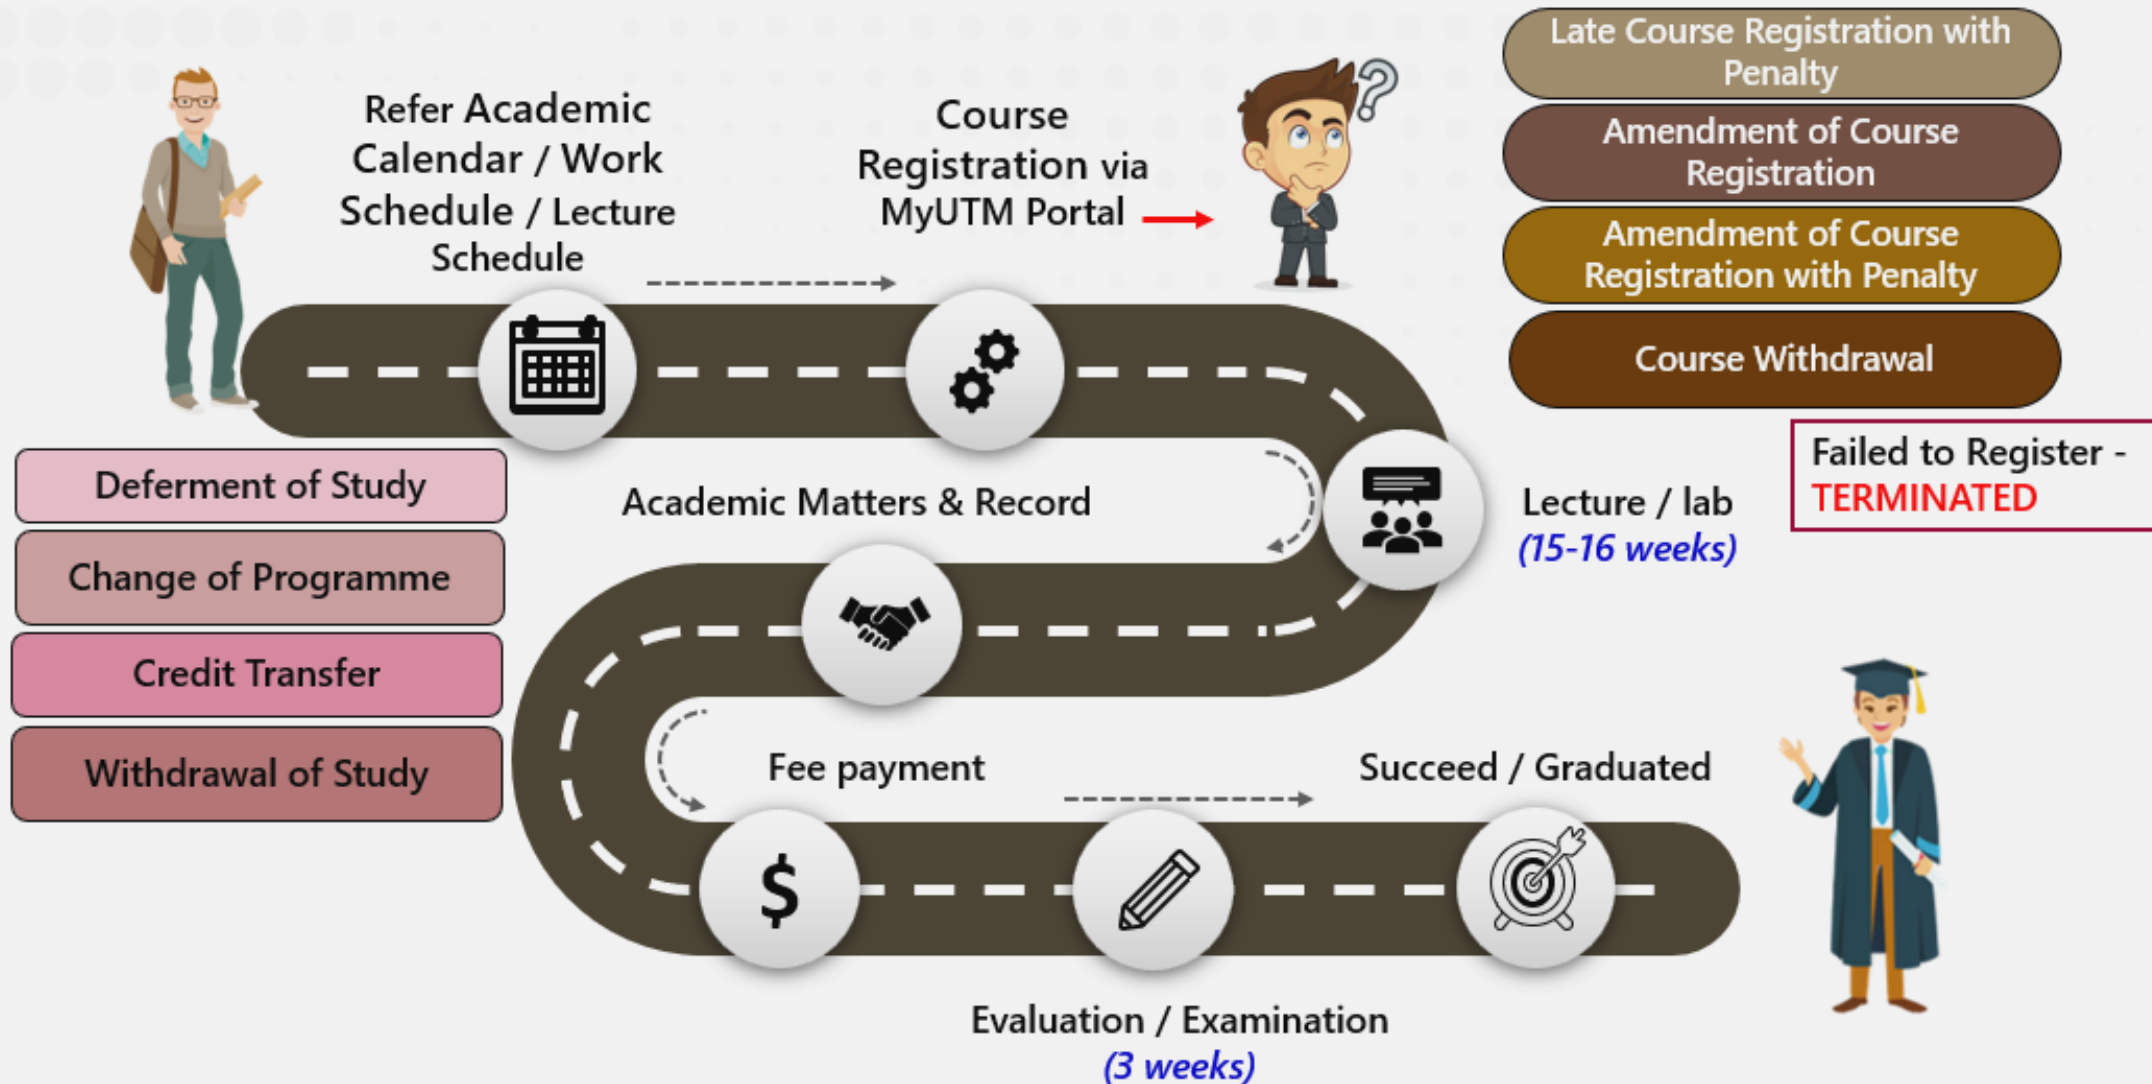 Refer Academic
Calendar / Work
Schedule / Lecture
Schedule
Course
Registration via
MyUTM Portal
?
Late Course Registration with
Penalty
Amendment of Course
Registration
Amendment of Course
Registration with Penalty
Course Withdrawal
Failed to Register -
TERMINATED
Lecture / lab
(15-16 weeks)
Academic Matters & Record
Deferment of Study
Change of Programme
Credit Transfer
Withdrawal of Study
Fee payment
$
Evaluation / Examination
(3 weeks)
Succeed / Graduated